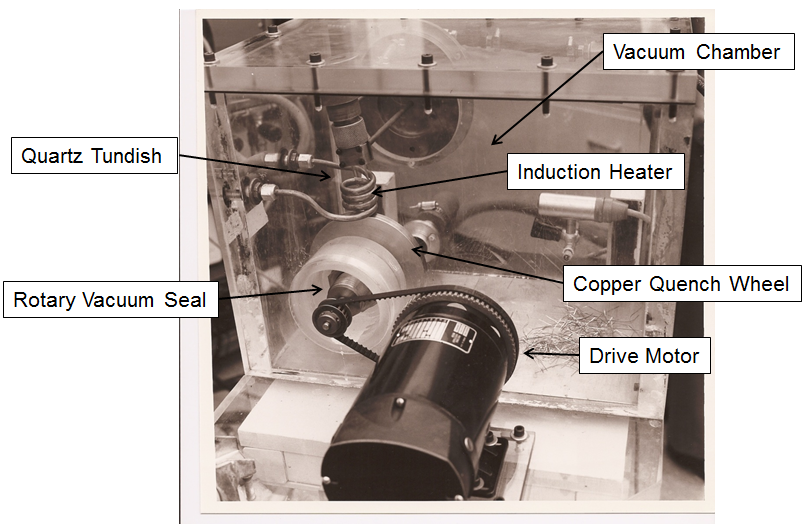 Vacuum Chamber
Quartz Tundish
Induction Heater
Copper Quench Wheel
Rotary Vacuum Seal
Drive Motor